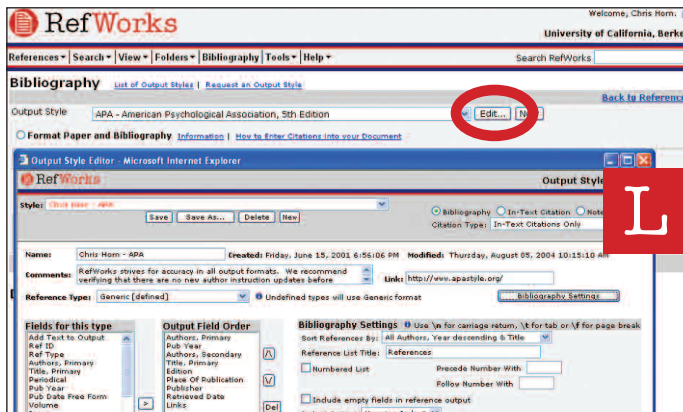 Welcome, Chris Horn.
RefWorks
University of California, Berke
References Search View Folders Bibliography Tools Help
Search RefWorks
Bibliography List of Output Styles | Request an Output Style
Back to Reference
Output Style APA - American Psychological Association, 5th Edition Edit...
Format Paper and Bibliography Information | How to Enter Citations into your Document
Output Style Editor - Microsoft Internet Explorer
RefWorks
Output Style
L
Style: Chris Horn - APA
Save Save As... Delete New
Bibliography In-Text Citation Note
Citation Type: In-Text Citations Only
Name: Chris Horn - APA Created: Friday, June 15, 2001 6:56:06 PM Modified: Thursday, August 05, 2004 10:15:10 AM
Comments: RefWorks strives for accuracy in all output formats. We recommend
verifying that there are no new author instruction updates before
Link: http://www.apastyle.org/
Reference Type: Generic [defined] Undefined types will use Generic format Bibliography Settings
Fields for this type
Add Text to Output
Ref ID
Ref Type
Authors, Primary
Title, Primary
Periodical
Pub Year
Pub Date Free Form
Volume
>
Output Field Order
Authors, Primary
Pub Year
Authors, Secondary
Title, Primary
Edition
Place Of Publication
Publisher
Retrieved Date
Links
/\
\/
Del
Bibliography Settings Use \n for carriage return, \t for tab or \f for page break
Sort References By: All Authors, Year descending & Title
Reference List Title: References
Numbered List Precede Number With
Follow Number With
Include empty fields in reference output